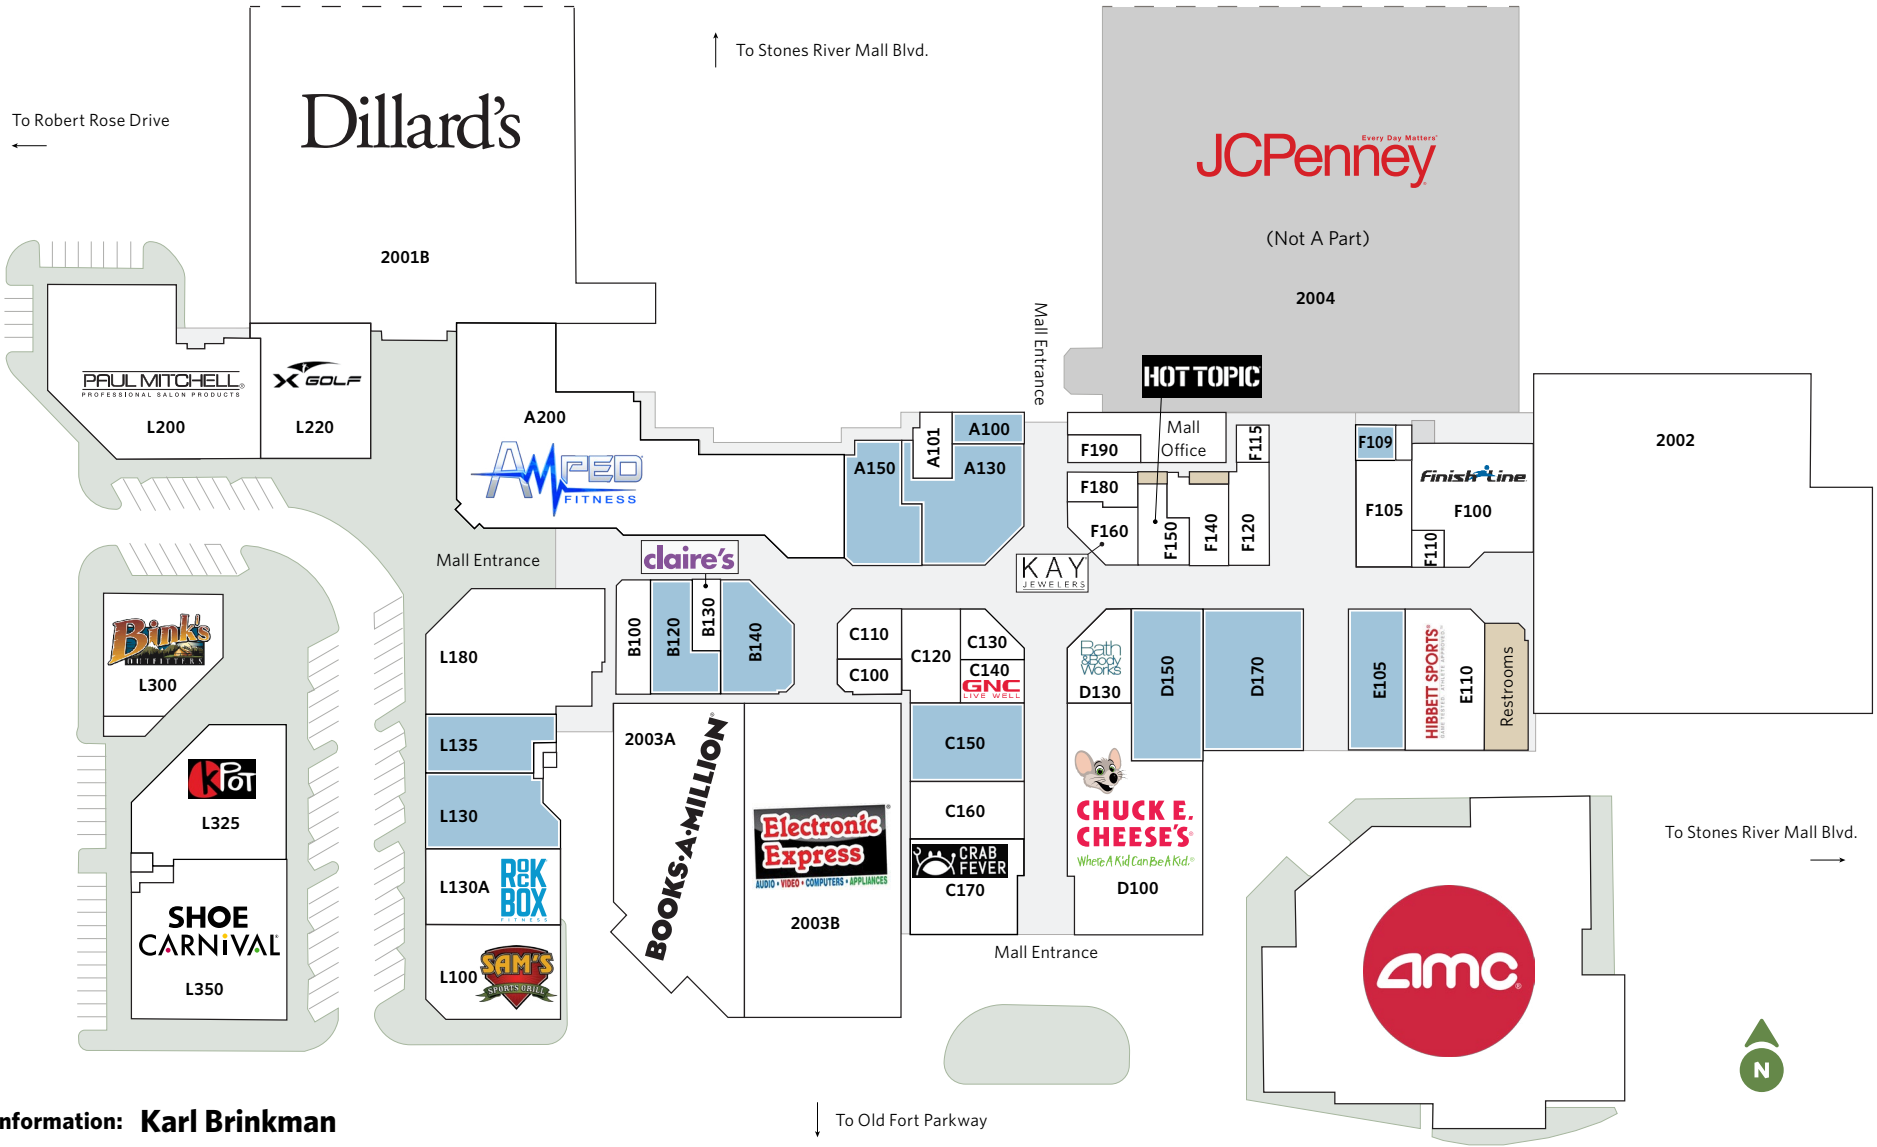 To Stones River Mall Blvd.
To Robert Rose Drive
Dillard's
2001B
Every Day Matters
JCPenney
(Not A Part)
2004
Mall Entrance
HOT TOPIC
PAUL MITCHELL
PROFESSIONAL SALON PRODUCTS
L200
X GOLF
L220
A200
AMPED
FITNESS
A150
A101
A100
A130
F190
Mall
Office
F115
F180
F160
F150
F140
F120
KAY
JEWELERS
F109
F105
Finish Line
F100
F110
2002
Mall Entrance
claire's
B100
B120
B130
B140
C110
C100
C120
C130
C140
GNC
LIVE WELL
C150
C160
CRAB
FEVER
C170
Bath
& Body
Works
D130
D150
D170
E105
HIBBETT SPORTS
E110
Restrooms
CHUCK E.
CHEESE'S
Where A Kid Can Be A Kid.
D100
Bink's
OUTFITTERS
L300
KPOT
L325
SHOE
CARNIVAL
L350
L180
L135
L130
L130A
ROCK
BOX
FITNESS
L100
SAM'S
SPORTS GRILL
2003A
BOOKS·A·MILLION
Electronic
Express
AUDIO • VIDEO • COMPUTERS • APPLIANCES
2003B
Mall Entrance
To Stones River Mall Blvd.
amc
N
nformation: Karl Brinkman
To Old Fort Parkway